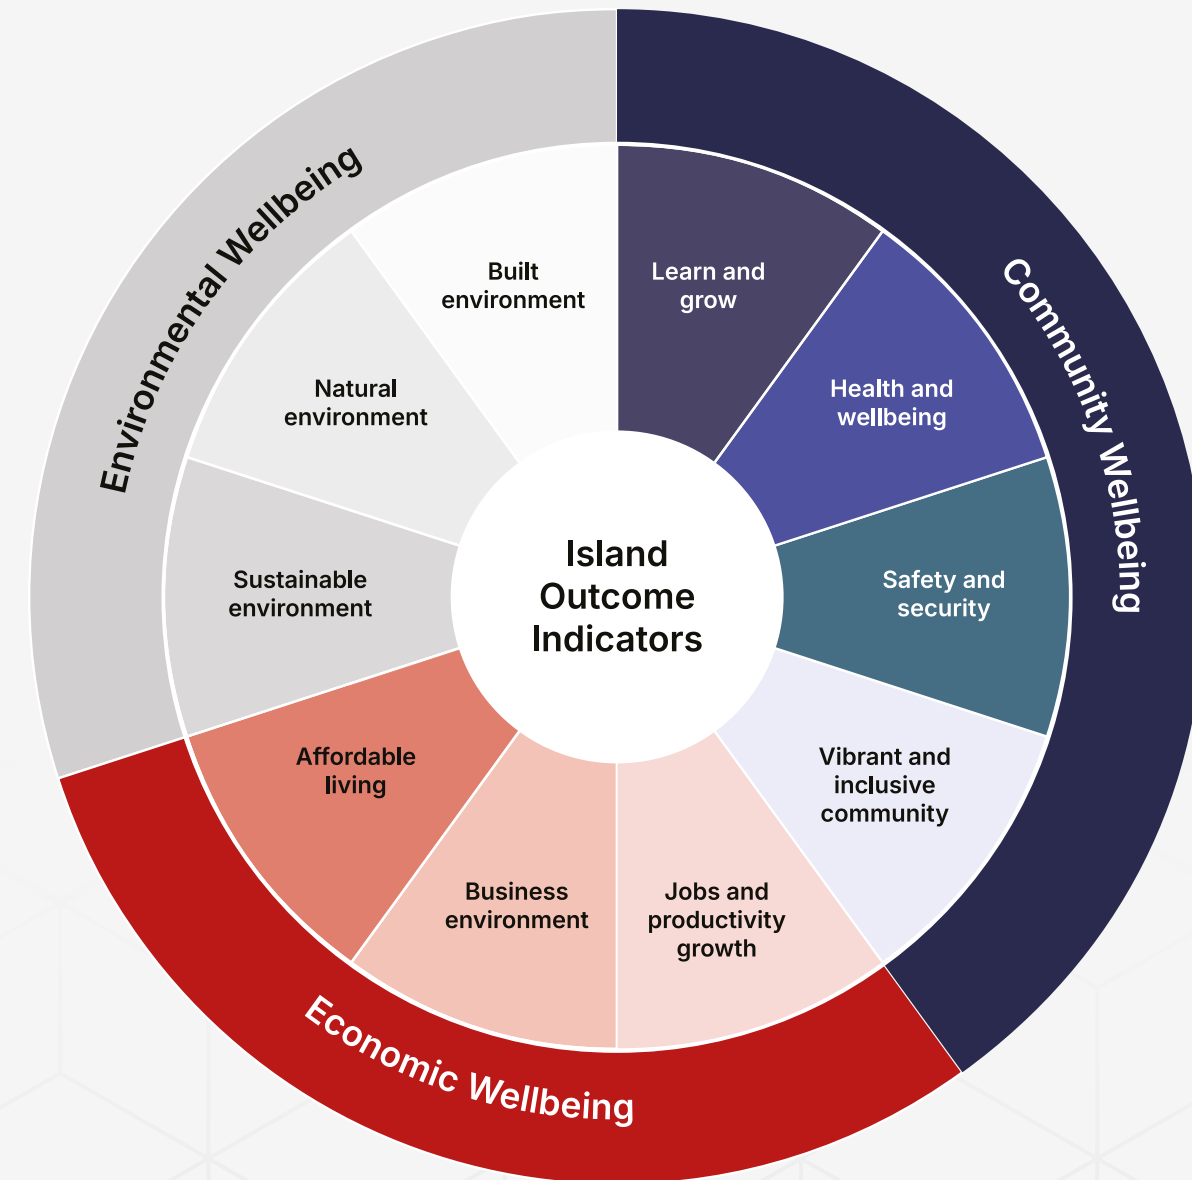 Island
Outcome
Indicators
Community Wellbeing
Learn and
grow
Health and
wellbeing
Safety and
security
Vibrant and
inclusive
community
Economic Wellbeing
Jobs and
productivity
growth
Business
environment
Affordable
living
Environmental Wellbeing
Sustainable
environment
Natural
environment
Built
environment